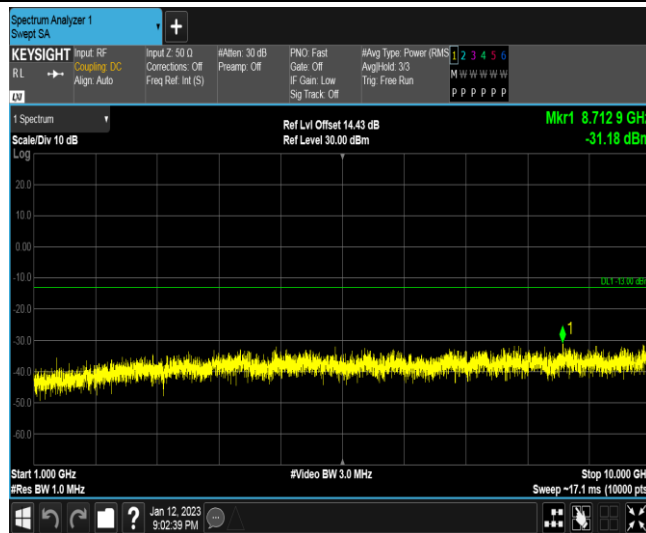 Spectrum Analyzer 1
Swept SA
+
KEYSIGHT
RL
LXI
Input: RF
Coupling: DC
Align: Auto
Input Z: 50 Ω
Corrections: Off
Freq Ref: Int (S)
#Atten: 30 dB
Preamp: Off
PNO: Fast
Gate: Off
IF Gain: Low
Sig Track: Off
#Avg Type: Power (RMS
Avg|Hold: 3/3
Trig: Free Run
1 2 3 4 5 6
M W W W W W
P P P P P P
1 Spectrum
Scale/Div 10 dB
Log
Ref Lvl Offset 14.43 dB
Ref Level 30.00 dBm
Mkr1 8.712 9 GHz
-31.18 dBm
20.0
10.0
0.00
-10.0
DL1 -13.00 dBm
-20.0
-30.0
1
-40.0
-50.0
-60.0
Start 1.000 GHz
#Res BW 1.0 MHz
#Video BW 3.0 MHz
Stop 10.000 GHz
Sweep ~17.1 ms (10000 pts)
?
Jan 12, 2023
9:02:39 PM